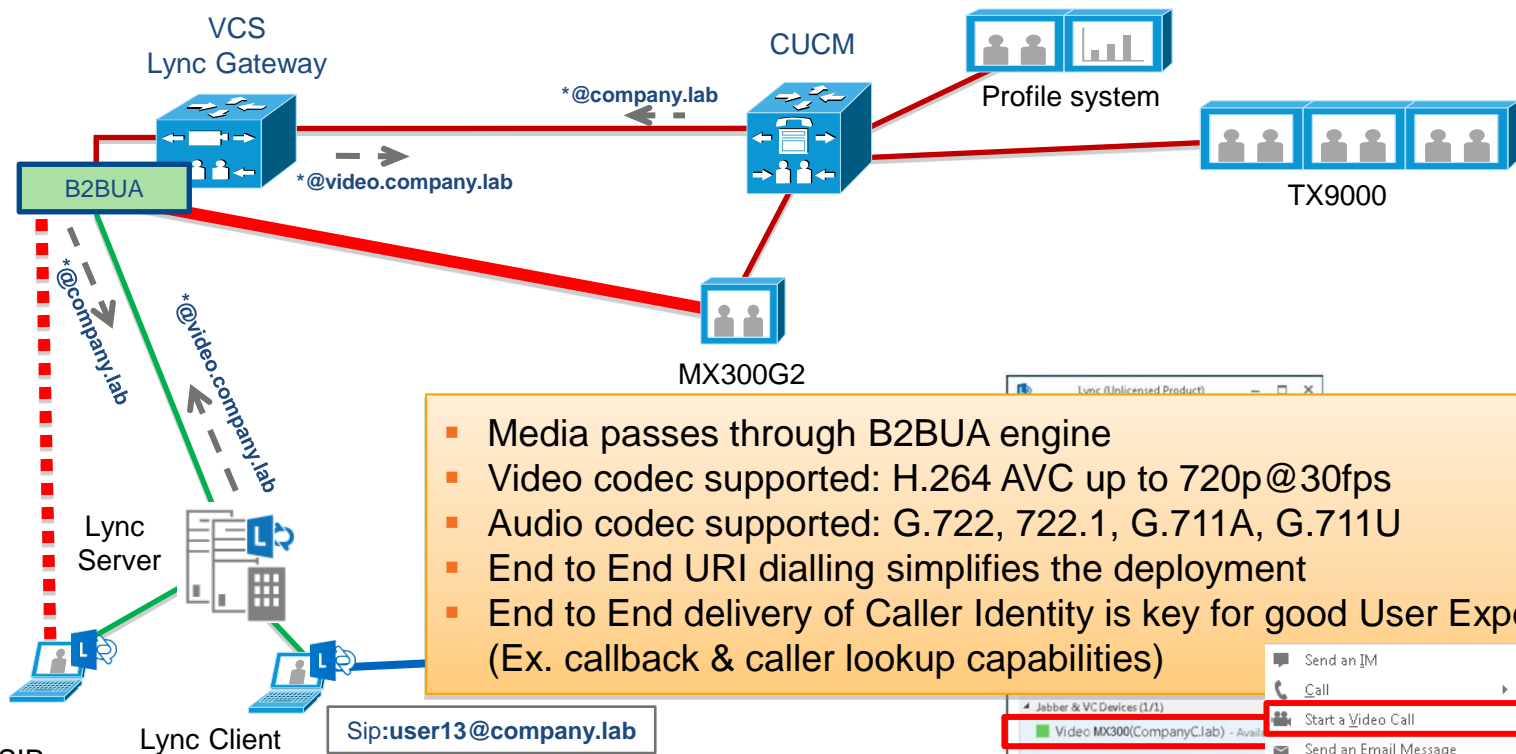 VCS
Lync Gateway
CUCM
*@company.lab
Profile system
*@video.company.lab
B2BUA
TX9000
*@company.lab
*@video.company.lab
MX300G2
Lync (Unlicensed Product)
▪ Media passes through B2BUA engine
▪ Video codec supported: H.264 AVC up to 720p@30fps
▪ Audio codec supported: G.722, 722.1, G.711A, G.711U
▪ End to End URI dialling simplifies the deployment
▪ End to End delivery of Caller Identity is key for good User
(Ex. callback & caller lookup capabilities)
Lync
Server
Send an IM
Call
Jabber & VC Devices (1/1)
Start a Video Call
Video MX300(CompanyC.lab) -
Send an Email Message
Sip:user13@company.lab
Lync Client
SIP